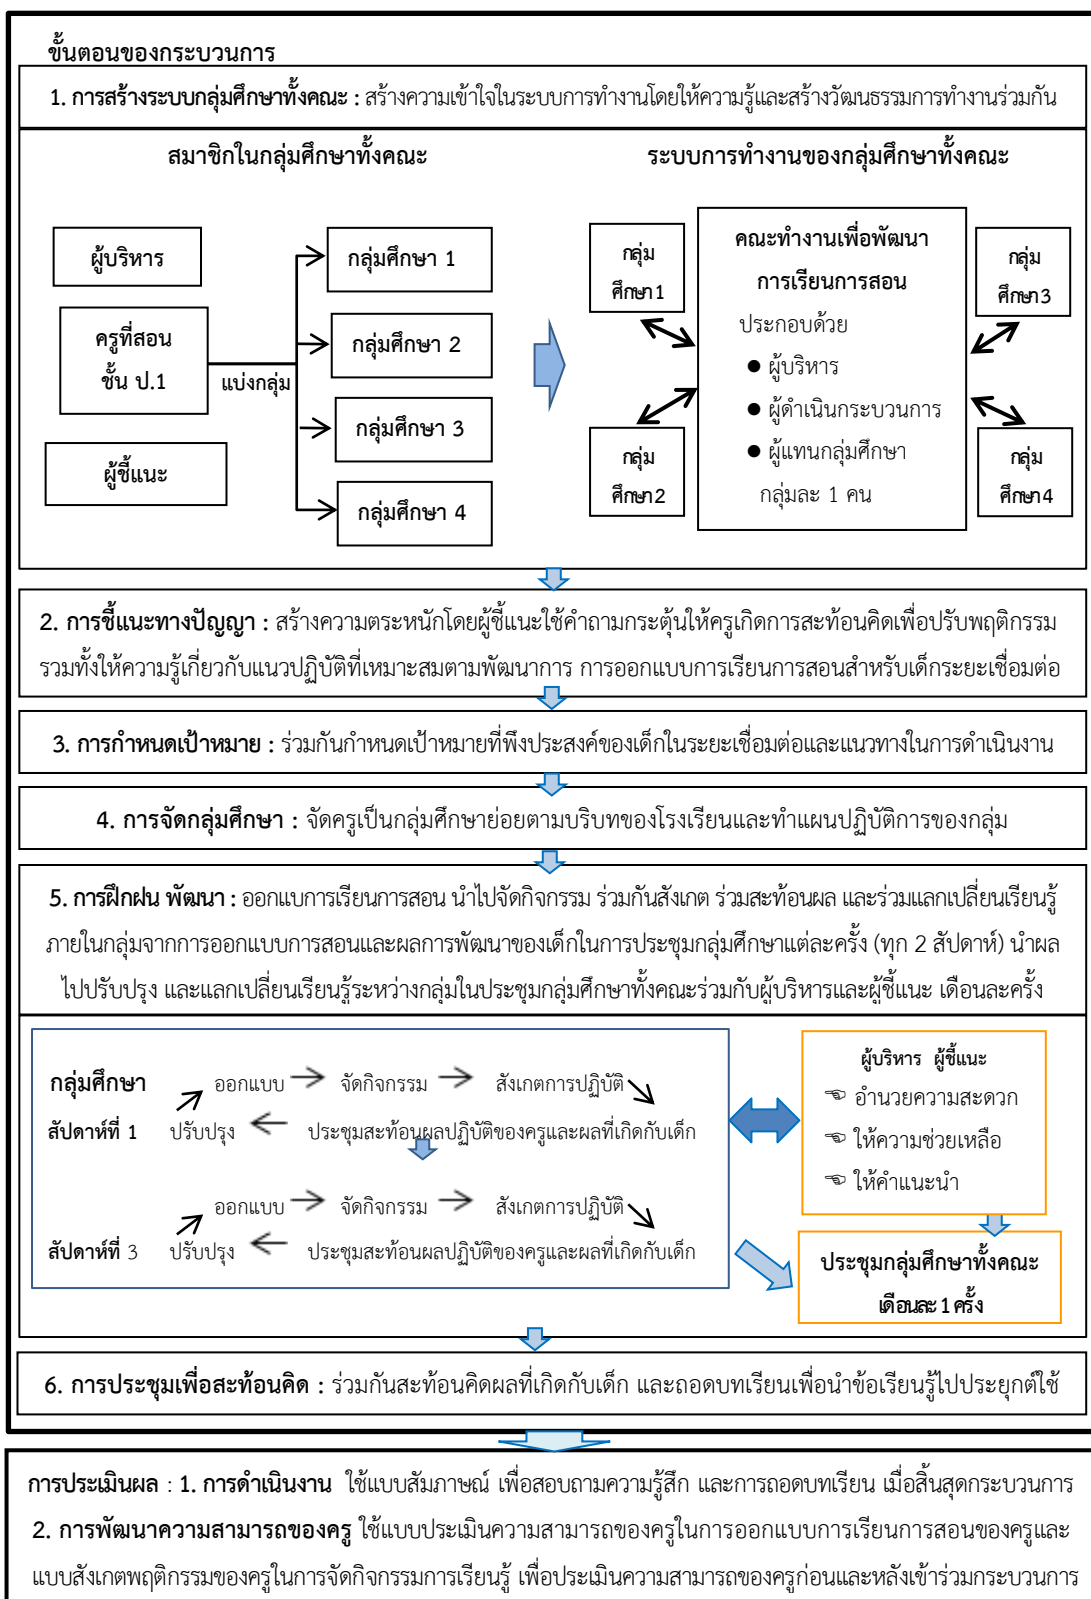 ขั้นตอนของกระบวนการ
1. การสร้างระบบกลุ่มศึกษาทั้งคณะ : สร้างความเข้าใจในระบบการทำงานโดยให้ความรู้และสร้างวัฒนธรรมการทำงานร่วมกัน
สมาชิกในกลุ่มศึกษาทั้งคณะ
ผู้บริหาร
ครูที่สอน
ชั้น ป.1
แบ่งกลุ่ม
ผู้ชี้แนะ
กลุ่มศึกษา 1
กลุ่มศึกษา 2
กลุ่มศึกษา 3
กลุ่มศึกษา 4
ระบบการทำงานของกลุ่มศึกษาทั้งคณะ
กลุ่ม
ศึกษา1
กลุ่ม
ศึกษา2
คณะทำงานเพื่อพัฒนา
การเรียนการสอน
ประกอบด้วย
● ผู้บริหาร
● ผู้ดำเนินกระบวนการ
● ผู้แทนกลุ่มศึกษา
กลุ่มละ 1 คน
กลุ่ม
ศึกษา3
กลุ่ม
ศึกษา4
2. การชี้แนะทางปัญญา : สร้างความตระหนักโดยผู้ชี้แนะใช้คำถามกระตุ้นให้ครูเกิดการสะท้อนคิดเพื่อปรับพฤติกรรม
รวมทั้งให้ความรู้เกี่ยวกับแนวปฏิบัติที่เหมาะสมตามพัฒนาการ การออกแบบการเรียนการสอนสำหรับเด็กระยะเชื่อมต่อ
3. การกำหนดเป้าหมาย : ร่วมกันกำหนดเป้าหมายที่พึงประสงค์ของเด็กในระยะเชื่อมต่อและแนวทางในการดำเนินงาน
4. การจัดกลุ่มศึกษา : จัดครูเป็นกลุ่มศึกษาย่อยตามบริบทของโรงเรียนและทำแผนปฏิบัติการของกลุ่ม
5. การฝึกฝน พัฒนา : ออกแบการเรียนการสอน นำไปจัดกิจกรรม ร่วมกันสังเกต ร่วมสะท้อนผล และร่วมแลกเปลี่ยนเรียนรู้
ภายในกลุ่มจากการออกแบบการสอนและผลการพัฒนาของเด็กในการประชุมกลุ่มศึกษาแต่ละครั้ง (ทุก 2 สัปดาห์) นำผล
ไปปรับปรุง และแลกเปลี่ยนเรียนรู้ระหว่างกลุ่มในประชุมกลุ่มศึกษาทั้งคณะร่วมกับผู้บริหารและผู้ชี้แนะ เดือนละครั้ง
กลุ่มศึกษา ออกแบบ → จัดกิจกรรม → สังเกตการปฏิบัติ
สัปดาห์ที่ 1 ปรับปรุง ← ประชุมสะท้อนผลปฏิบัติของครูและผลที่เกิดกับเด็ก
ออกแบบ → จัดกิจกรรม → สังเกตการปฏิบัติ
สัปดาห์ที่ 3 ปรับปรุง ← ประชุมสะท้อนผลปฏิบัติของครูและผลที่เกิดกับเด็ก
ผู้บริหาร ผู้ชี้แนะ
☜ อำนวยความสะดวก
☜ ให้ความช่วยเหลือ
☜ ให้คำแนะนำ
ประชุมกลุ่มศึกษาทั้งคณะ
เดือนละ 1 ครั้ง
6. การประชุมเพื่อสะท้อนคิด : ร่วมกันสะท้อนคิดผลที่เกิดกับเด็ก และถอดบทเรียนเพื่อนำข้อเรียนรู้ไปประยุกต์ใช้
การประเมินผล : 1. การดำเนินงาน ใช้แบบสัมภาษณ์ เพื่อสอบถามความรู้สึก และการถอดบทเรียน เมื่อสิ้นสุดกระบวนการ
2. การพัฒนาความสามารถของครู ใช้แบบประเมินความสามารถของครูในการออกแบบการเรียนการสอนของครูและ
แบบสังเกตพฤติกรรมของครูในการจัดกิจกรรมการเรียนรู้ เพื่อประเมินความสามารถของครูก่อนและหลังเข้าร่วมกระบวนการ